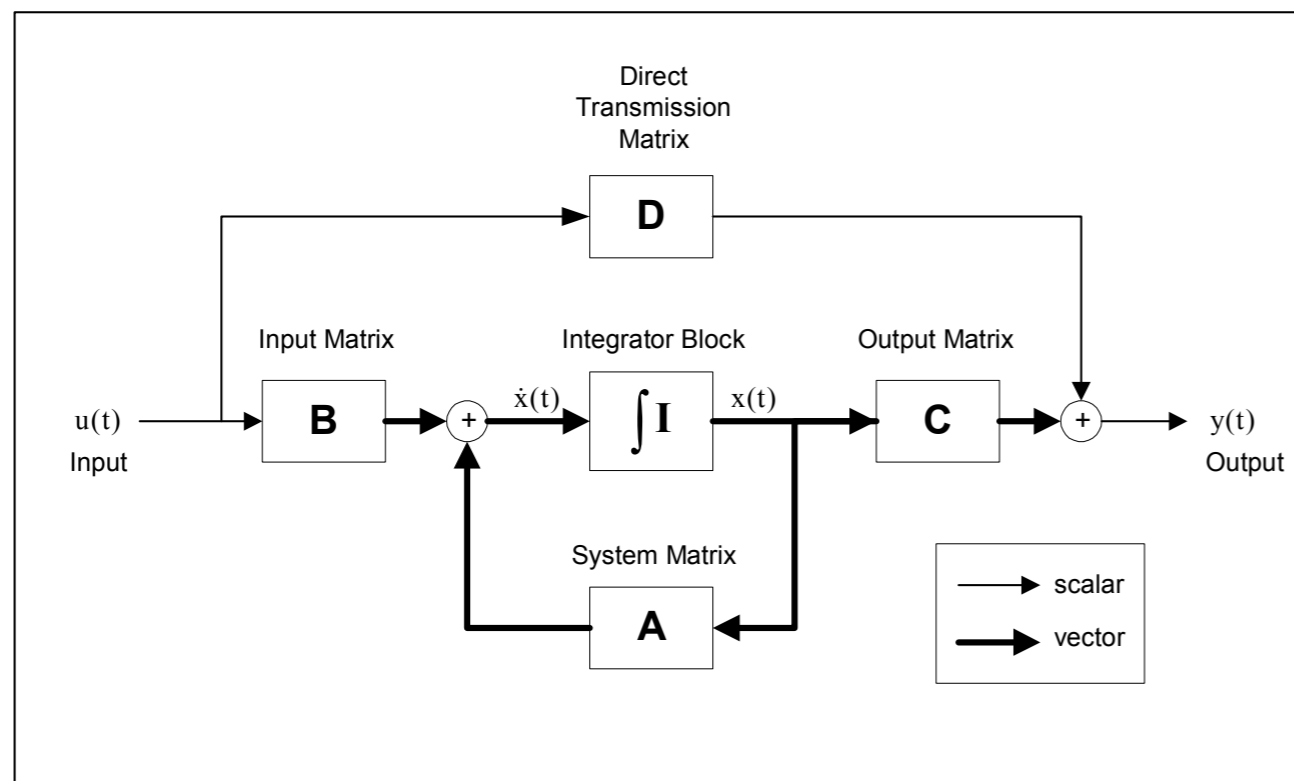 Direct
Transmission
Matrix
D
Input Matrix
Integrator Block
Output Matrix
u(t)
Input
B
+
ẋ(t)
∫I
x(t)
C
+
y(t)
Output
System Matrix
A
scalar
vector